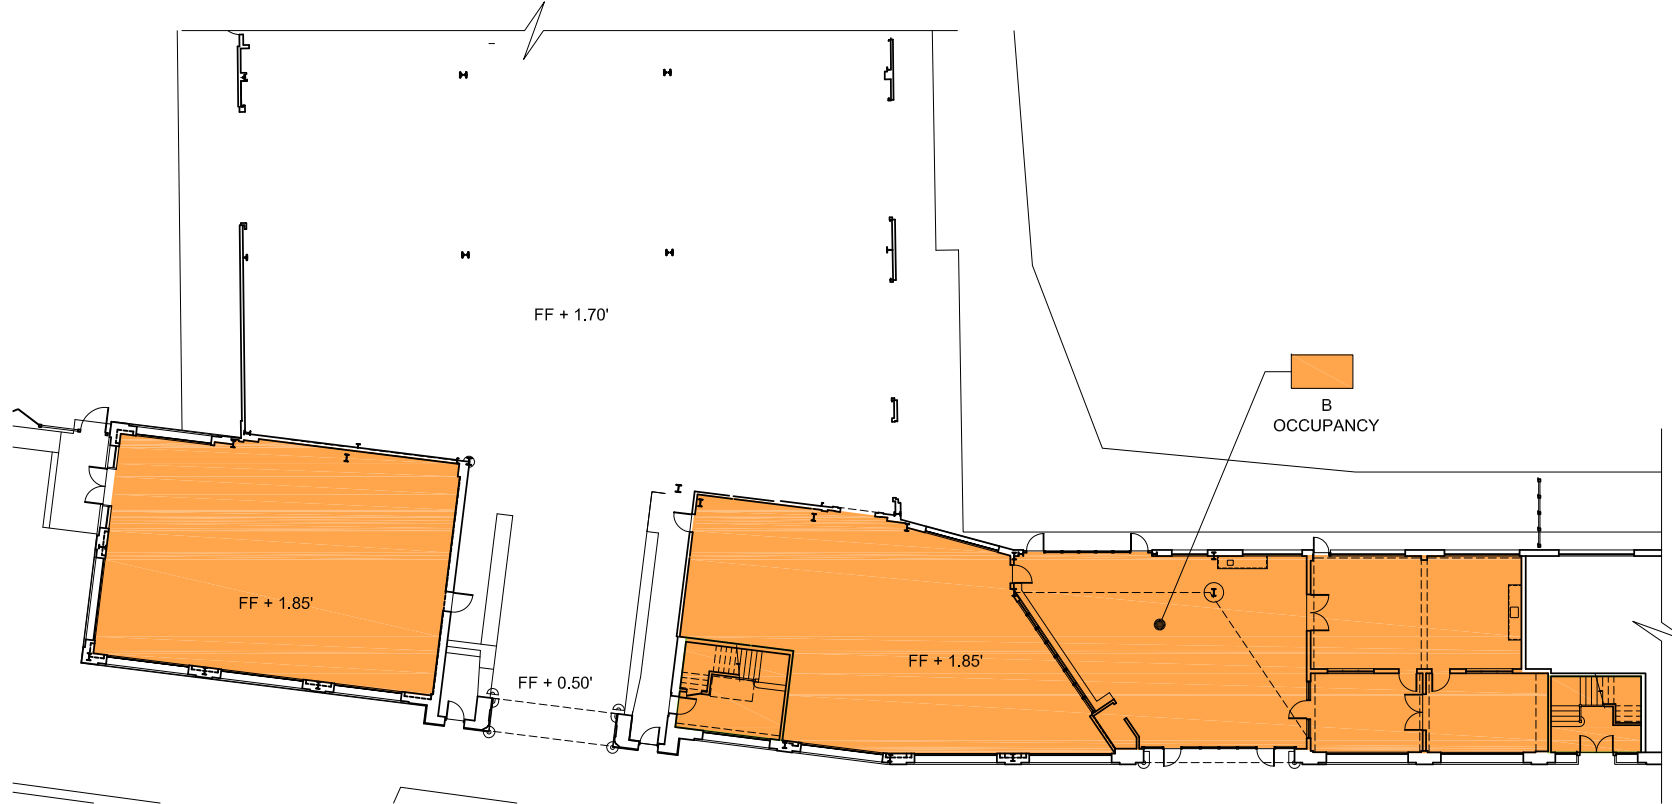 FF + 1.70'
B
OCCUPANCY
FF + 1.85'
FF + 1.85'
FF + 0.50'